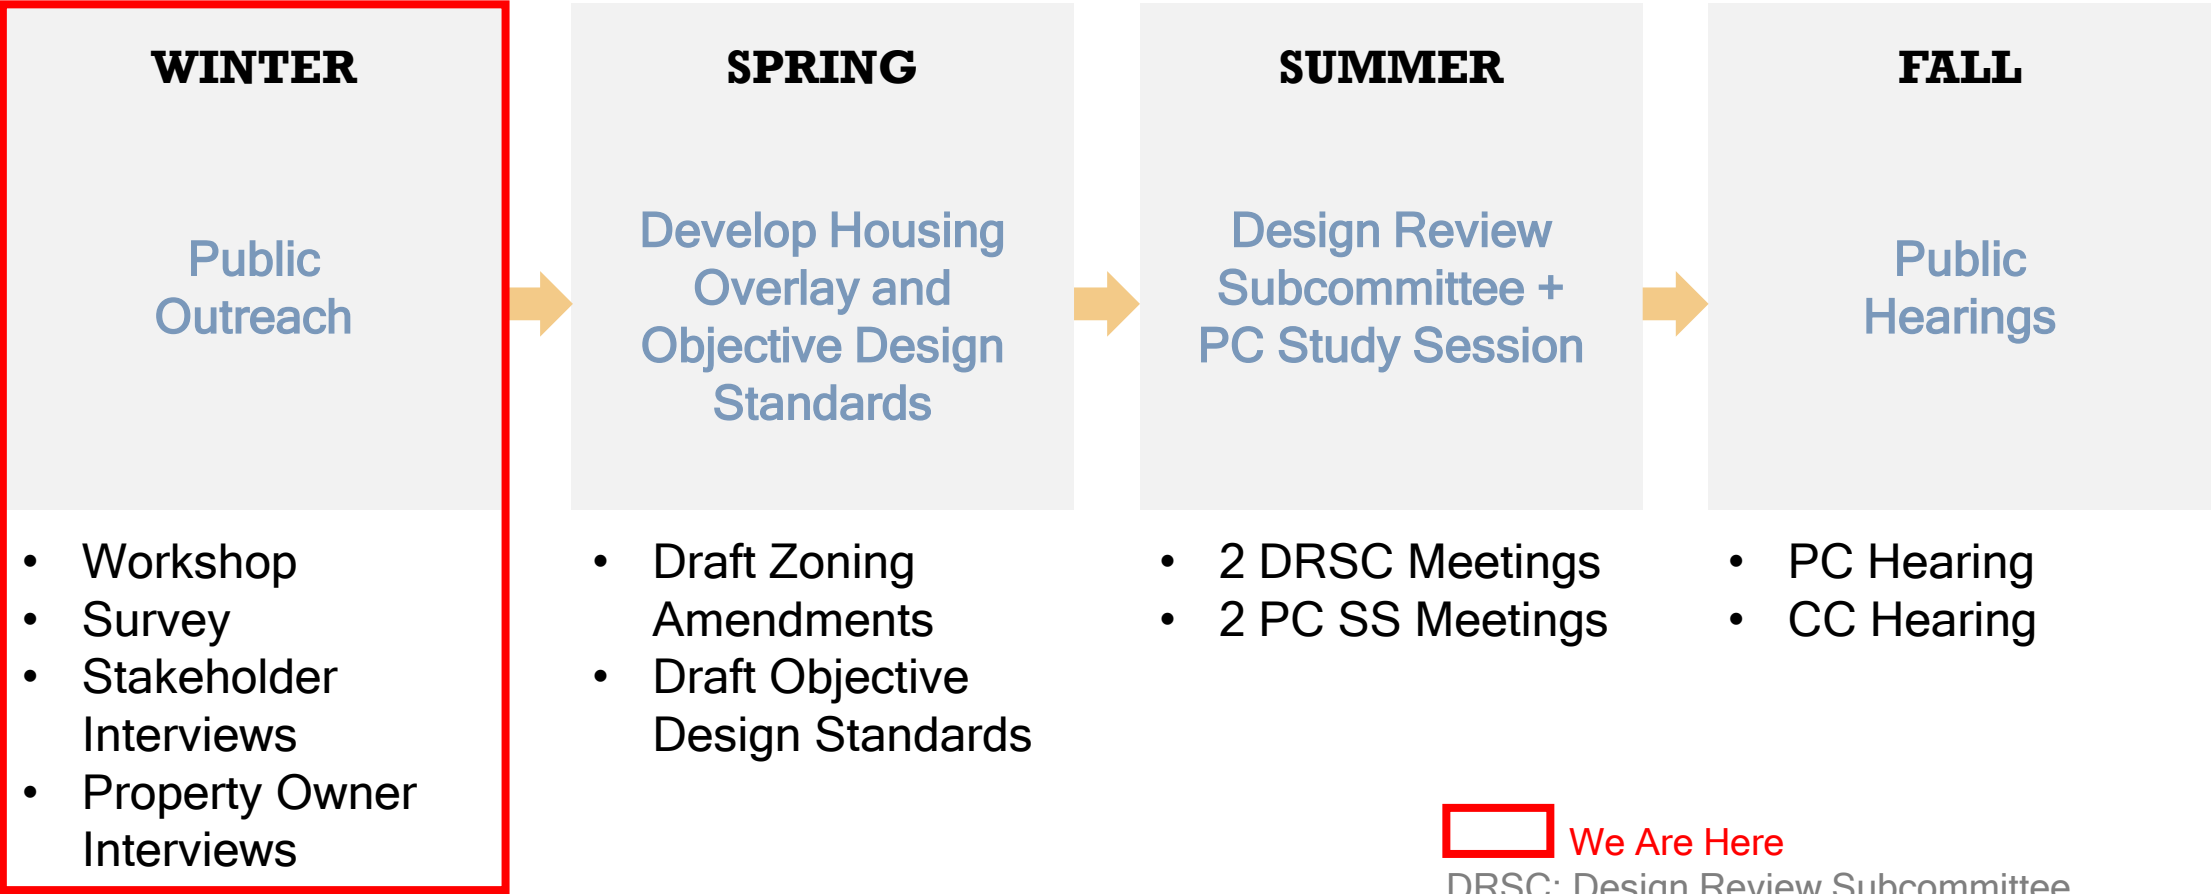 WINTER
Public
Outreach
• Workshop
• Survey
• Stakeholder
Interviews
• Property Owner
Interviews
SPRING
Develop Housing
Overlay and
Objective Design
Standards
• Draft Zoning
Amendments
• Draft Objective
Design Standards
SUMMER
Design Review
Subcommittee +
PC Study Session
• 2 DRSC Meetings
• 2 PC SS Meetings
FALL
Public
Hearings
• PC Hearing
• CC Hearing
We Are Here
DRSC: Design Review Subcommittee